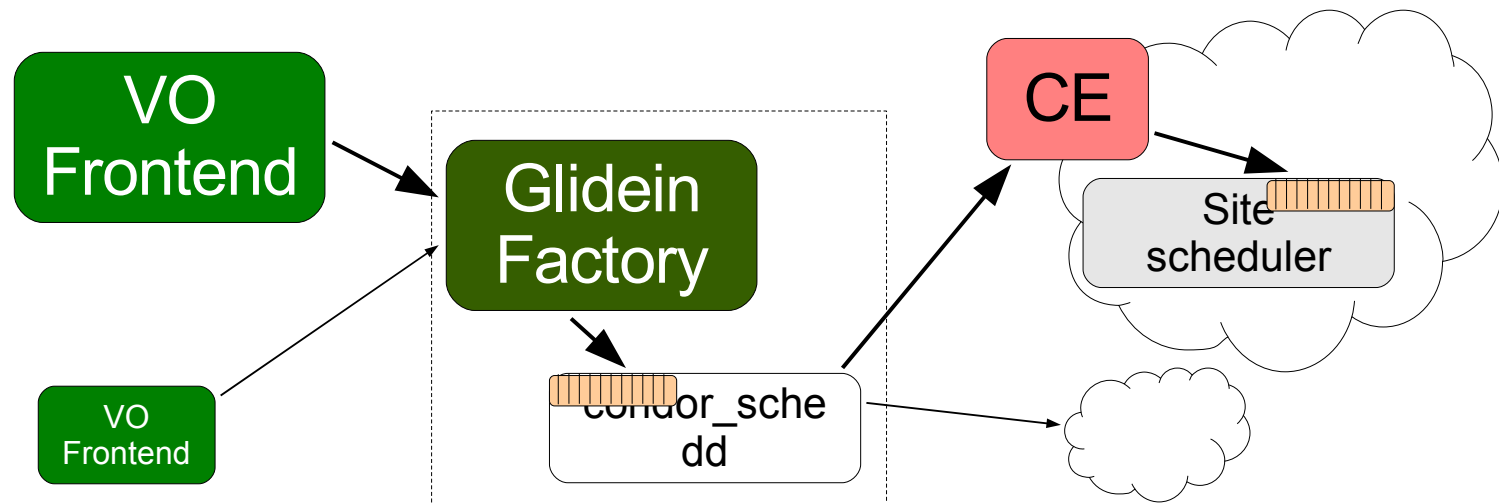 VO
Frontend
Glidein
Factory
CE
Site
scheduler
condor_sche
dd
VO
Frontend